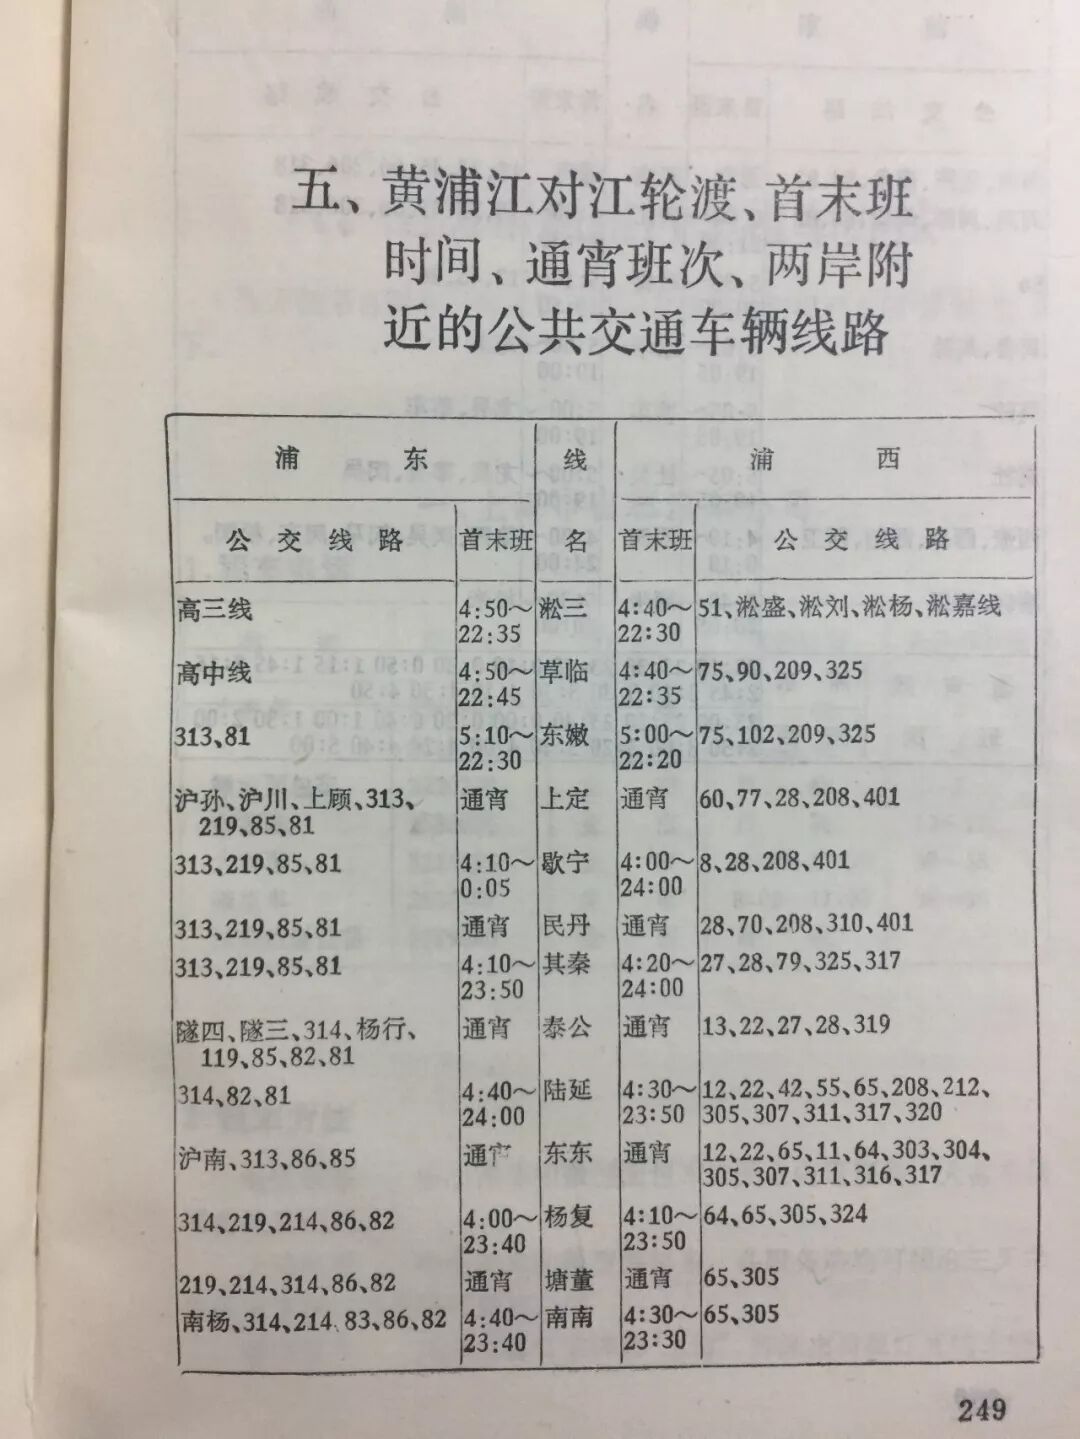 五、黄浦江对江轮渡、首末班
时间、通宵班次、两岸附
近的公共交通车辆线路
浦 东 线 浦 西
公 交 线 路 首末班 名 首末班 公 交 线 路
高三线 4:50～ 淞三 4:40～ 51、淞盛、淞刘、淞杨、淞嘉线
22:35 22:30
高中线 4:50～ 草临 4:40～ 75、90、209、325
22:45 22:35
313、81 5:10～ 东嫩 5:00～ 75、102、209、325
22:30 22:20
沪孙、沪川、上顾、313、 通宵 上定 通宵 60、77、28、208、401
219、85、81
313、219、85、81 4:10～ 歇宁 4:00～ 8、28、208、401
0:05 24:00
313、219、85、81 通宵 民丹 通宵 28、70、208、310、401
313、219、85、81 4:10～ 其秦 4:20～ 27、28、79、325、317
23:50 24:00
隧四、隧三、314、杨行、 通宵 泰公 通宵 13、22、27、28、319
119、85、82、81
314、82、81 4:40～ 陆延 4:30～ 12、22、42、55、65、208、212、
24:00 23:50 305、307、311、317、320
沪南、313、86、85 通宵 东东 通宵 12、22、65、11、64、303、304、
305、307、311、316、317
314、219、214、86、82 4:00～ 杨复 4:10～ 64、65、305、324
23:40 23:50
219、214、314、86、82 通宵 塘董 通宵 65、305
南杨、314、214、83、86、82 4:40～ 南南 4:30～ 65、305
23:40 23:30
249